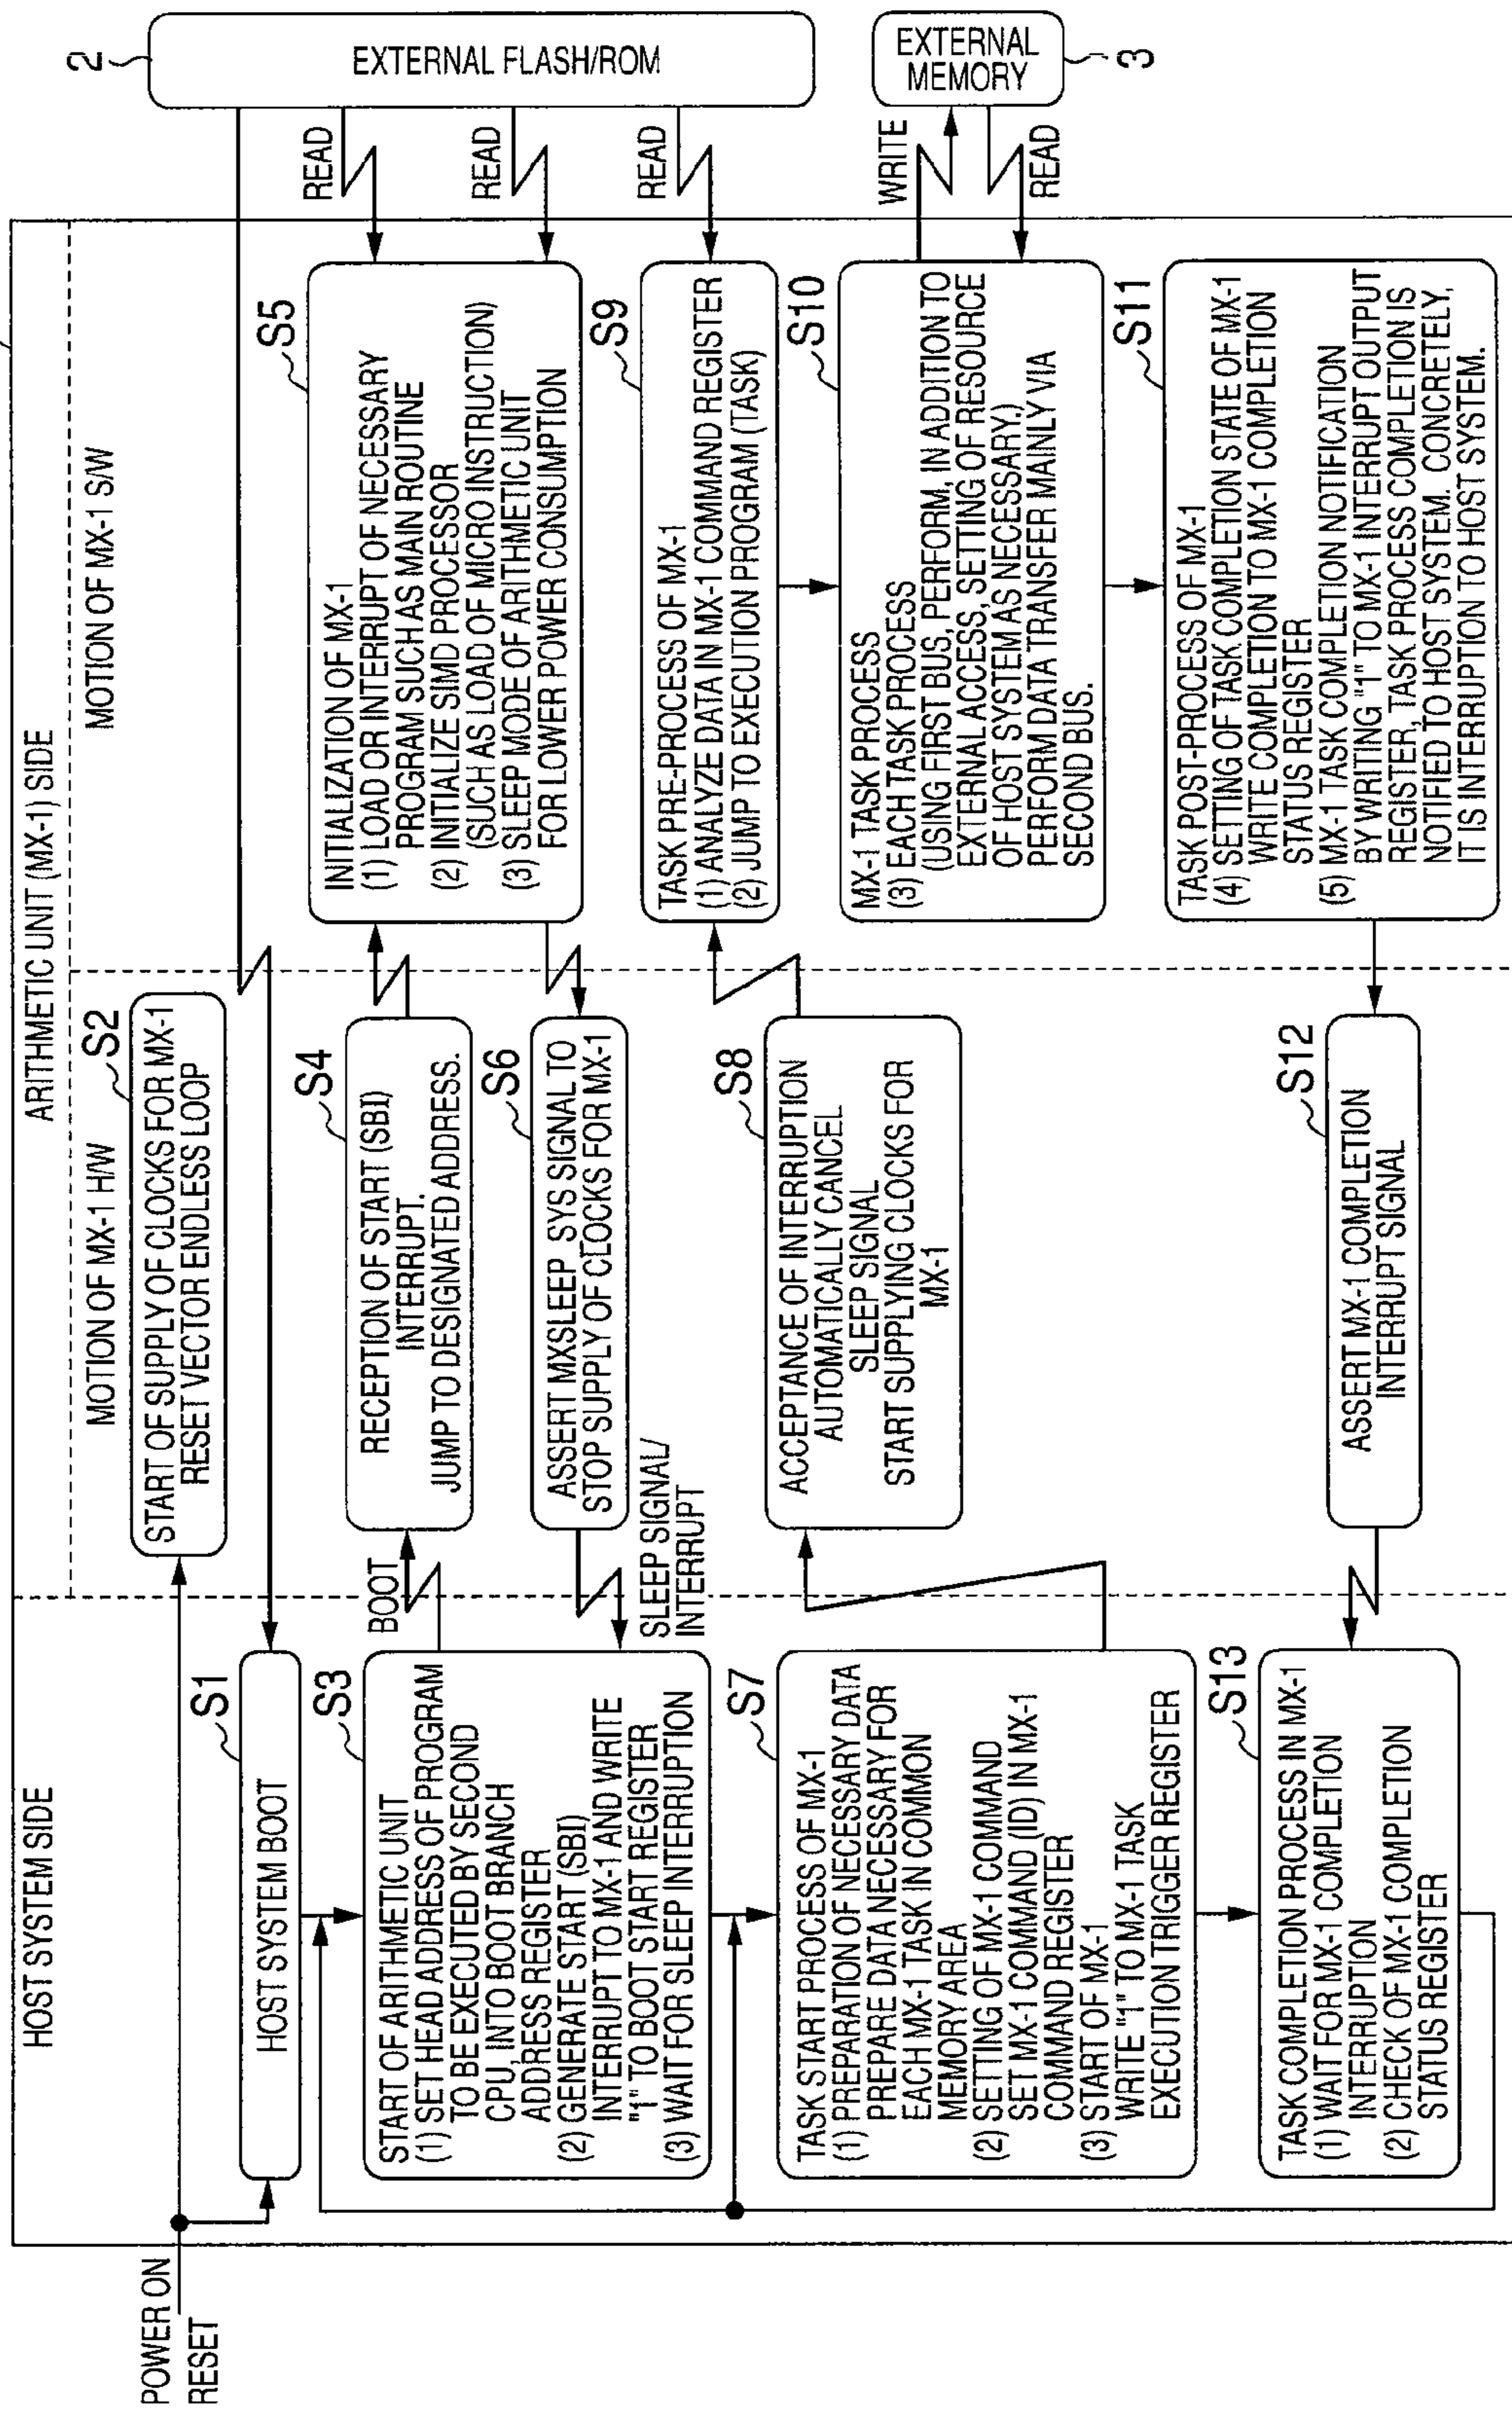 HOST SYSTEM SIDE
ARITHMETIC UNIT (MX-1) SIDE
MOTION OF MX-1 H/W
MOTION OF MX-1 S/W
POWER ON
RESET
S2
START OF SUPPLY OF CLOCKS FOR MX-1
RESET VECTOR ENDLESS LOOP
2
EXTERNAL FLASH/ROM
S1
HOST SYSTEM BOOT
S3
START OF ARITHMETIC UNIT
(1) SET HEAD ADDRESS OF PROGRAM
TO BE EXECUTED BY SECOND
CPU, INTO BOOT BRANCH
ADDRESS REGISTER
(2) GENERATE START (SBI)
INTERRUPT TO MX-1 AND WRITE
"1" TO BOOT START REGISTER
(3) WAIT FOR SLEEP INTERRUPTION
BOOT
S4
RECEPTION OF START (SBI)
INTERRUPT.
JUMP TO DESIGNATED ADDRESS.
S5
INITIALIZATION OF MX-1
(1) LOAD OR INTERRUPT OF NECESSARY
PROGRAM SUCH AS MAIN ROUTINE
(2) INITIALIZE SIMD PROCESSOR
(SUCH AS LOAD OF MICRO INSTRUCTION)
(3) SLEEP MODE OF ARITHMETIC UNIT
FOR LOWER POWER CONSUMPTION
READ
READ
S6
ASSERT MXSLEEP_SYS SIGNAL TO
STOP SUPPLY OF CLOCKS FOR MX-1
SLEEP SIGNAL/
INTERRUPT
S7
TASK START PROCESS OF MX-1
(1) PREPARATION OF NECESSARY DATA
PREPARE DATA NECESSARY FOR
EACH MX-1 TASK IN COMMON
MEMORY AREA
(2) SETTING OF MX-1 COMMAND
SET MX-1 COMMAND (ID) IN MX-1
COMMAND REGISTER
(3) START OF MX-1
WRITE "1" TO MX-1 TASK
EXECUTION TRIGGER REGISTER
S8
ACCEPTANCE OF INTERRUPTION
AUTOMATICALLY CANCEL
SLEEP SIGNAL
START SUPPLYING CLOCKS FOR
MX-1
S9
TASK PRE-PROCESS OF MX-1
(1) ANALYZE DATA IN MX-1 COMMAND REGISTER
(2) JUMP TO EXECUTION PROGRAM (TASK)
READ
S10
MX-1 TASK PROCESS
(3) EACH TASK PROCESS
(USING FIRST BUS, PERFORM, IN ADDITION TO
EXTERNAL ACCESS, SETTING OF RESOURCE
OF HOST SYSTEM AS NECESSARY.)
PERFORM DATA TRANSFER MAINLY VIA
SECOND BUS.
WRITE
READ
EXTERNAL
MEMORY
3
S11
TASK POST-PROCESS OF MX-1
(4) SETTING OF TASK COMPLETION STATE OF MX-1
WRITE COMPLETION TO MX-1 COMPLETION
STATUS REGISTER
(5) MX-1 TASK COMPLETION NOTIFICATION
BY WRITING "1" TO MX-1 INTERRUPT OUTPUT
REGISTER, TASK PROCESS COMPLETION IS
NOTIFIED TO HOST SYSTEM. CONCRETELY,
IT IS INTERRUPTION TO HOST SYSTEM.
S12
ASSERT MX-1 COMPLETION
INTERRUPT SIGNAL
S13
TASK COMPLETION PROCESS IN MX-1
(1) WAIT FOR MX-1 COMPLETION
INTERRUPTION
(2) CHECK OF MX-1 COMPLETION
STATUS REGISTER